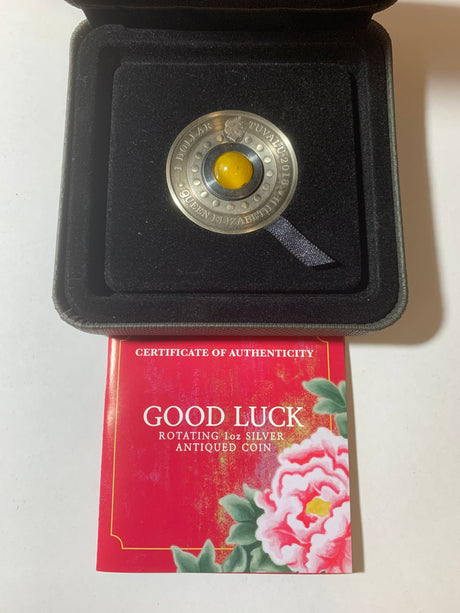 1 DOLLAR TUVALU 2018
QUEEN ELIZABETH II
CERTIFICATE OF AUTHENTICITY
GOOD LUCK
ROTATING 1oz SILVER
ANTIQUED COIN